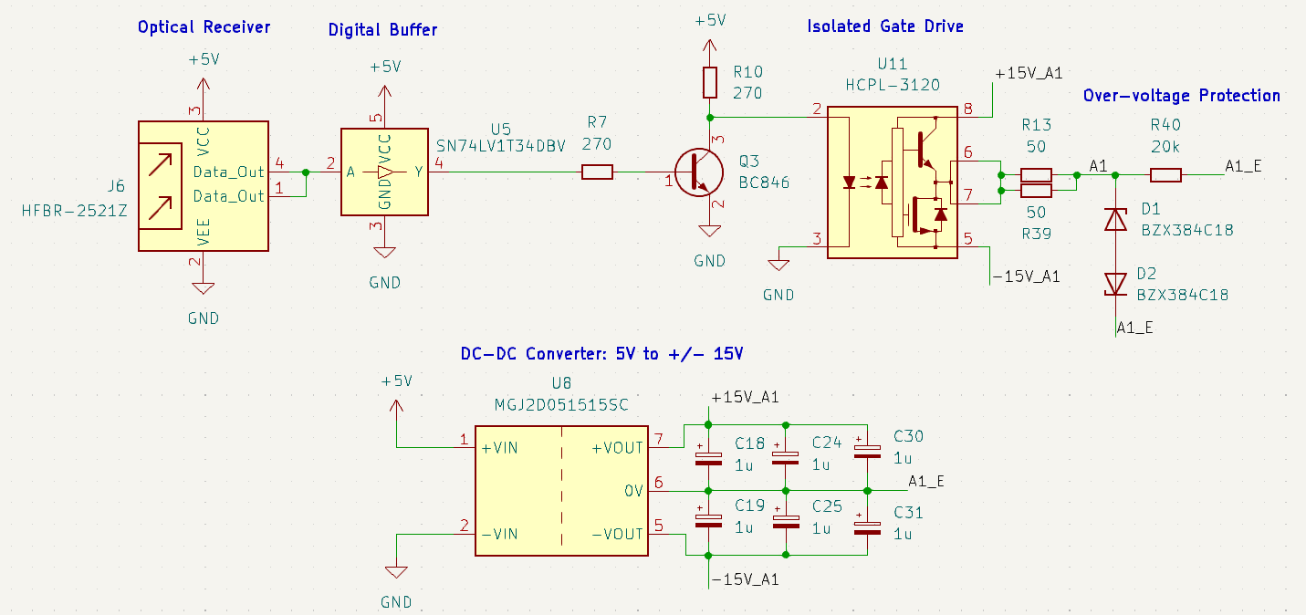 Optical Receiver
Digital Buffer
Isolated Gate Drive
Over-voltage Protection
+5V
3
VCC
J6
HFBR-2521Z
Data_Out
4
Data_Out
1
VEE
2
GND
+5V
5
VCC
U5
SN74LV1T34DBV
2
A
Y
4
GND
3
GND
R7
270
+5V
R10
270
3
Q3
BC846
1
2
GND
U11
HCPL-3120
2
3
GND
8
6
7
5
+15V_A1
-15V_A1
R13
50
50
R39
A1
R40
20k
A1_E
D1
BZX384C18
D2
BZX384C18
A1_E
DC-DC Converter: 5V to +/- 15V
+5V
U8
MGJ2D051515SC
1
+VIN
+VOUT
7
0V
6
2
-VIN
-VOUT
5
GND
+15V_A1
+
C18
1u
+
C24
1u
+
C30
1u
A1_E
+
C19
1u
+
C25
1u
+
C31
1u
-15V_A1